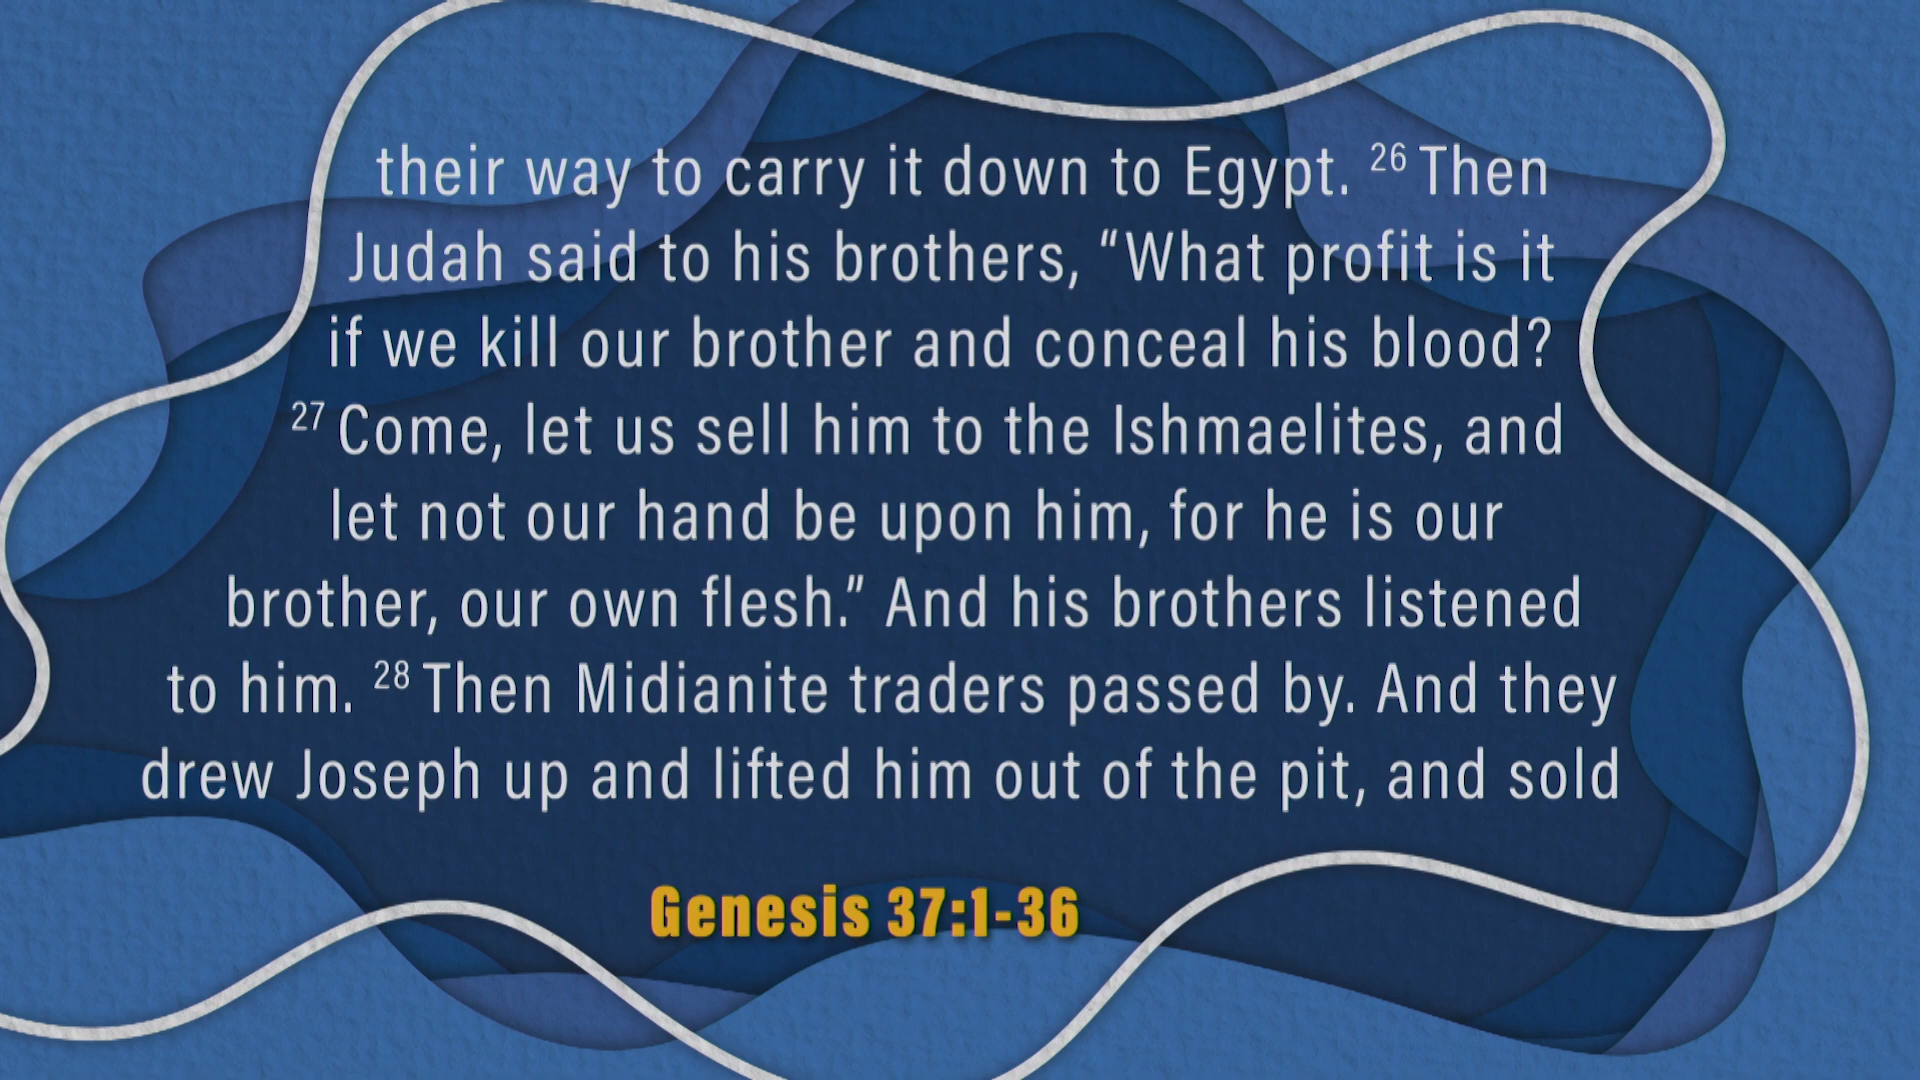 their way to carry it down to Egypt. 26 Then
Judah said to his brothers, “What profit is it
if we kill our brother and conceal his blood?
27 Come, let us sell him to the Ishmaelites, and
let not our hand be upon him, for he is our
brother, our own flesh.” And his brothers listened
to him. 28 Then Midianite traders passed by. And they
drew Joseph up and lifted him out of the pit, and sold
Genesis 37:1-36